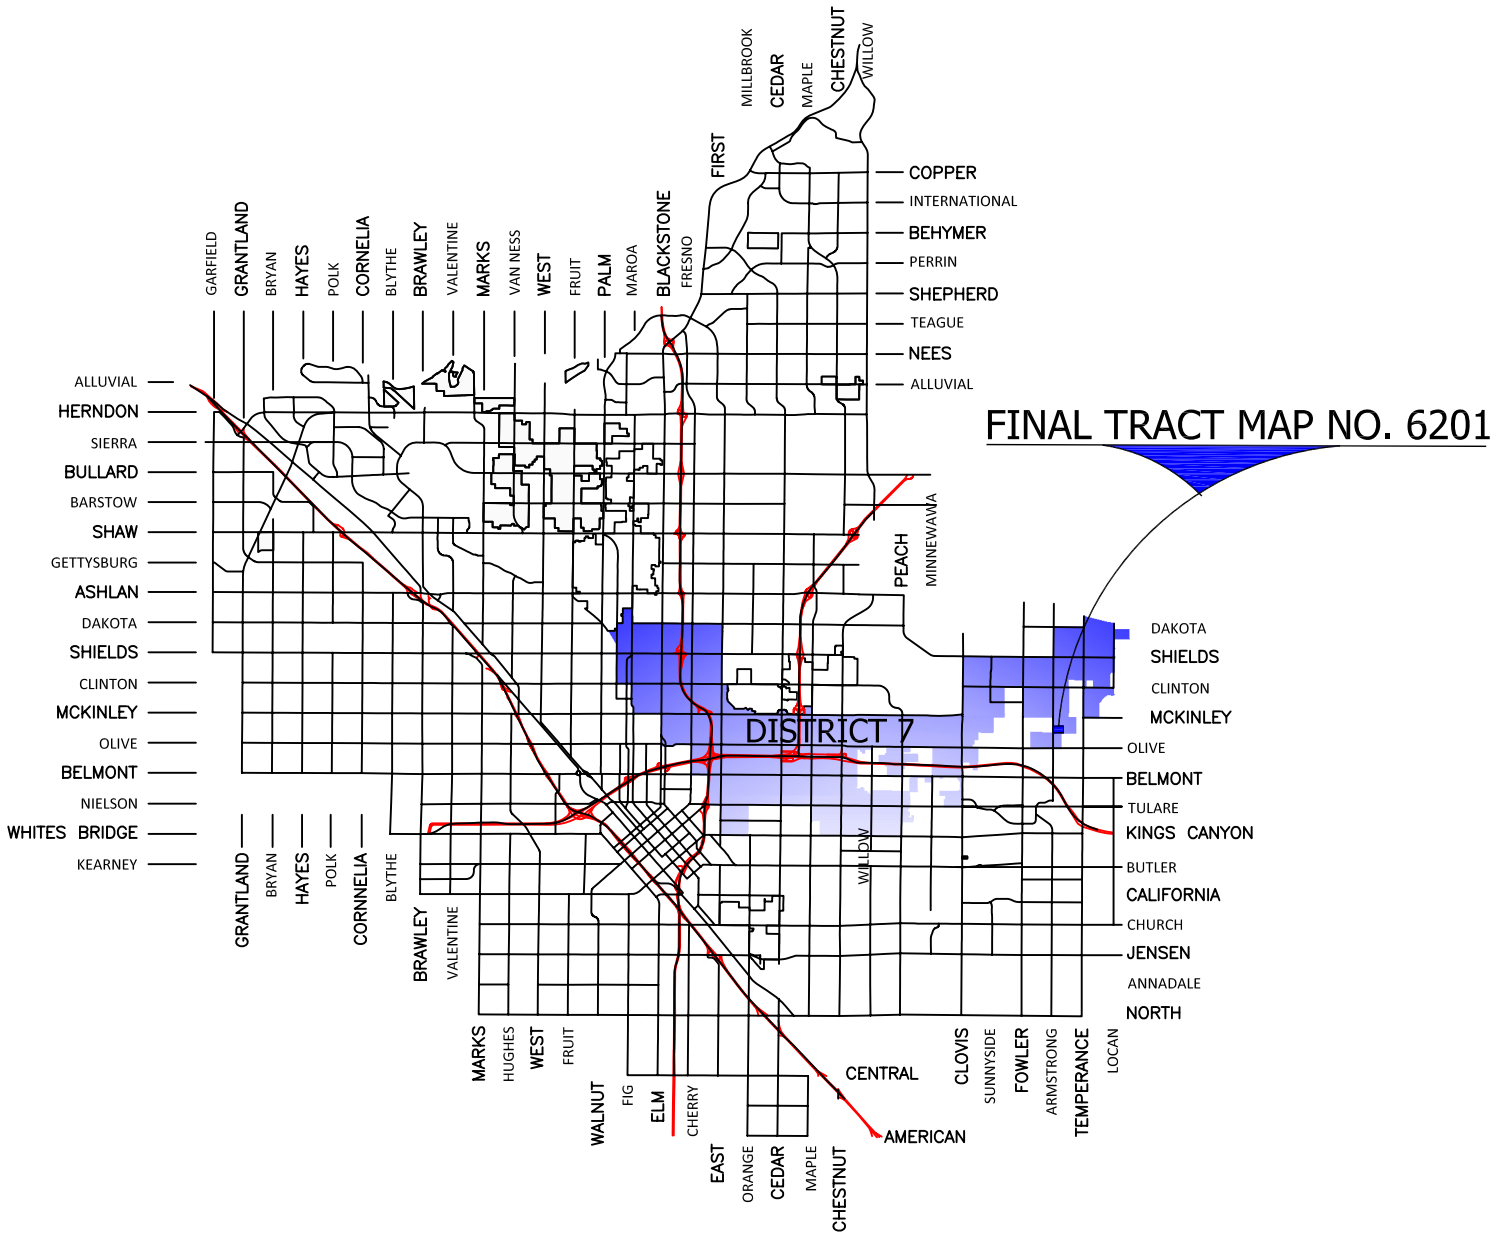 MILLBROOK
CEDAR
MAPLE
CHESTNUT
WILLOW
FIRST
BLACKSTONE
FRESNO
GARFIELD
GRANTLAND
BRYAN
HAYES
POLK
CORNELIA
BLYTHE
BRAWLEY
VALENTINE
MARKS
VAN NESS
WEST
FRUIT
PALM
MAROA
COPPER
INTERNATIONAL
BEHYMER
PERRIN
SHEPHERD
TEAGUE
NEES
ALLUVIAL
FINAL TRACT MAP NO. 6201
ALLUVIAL
HERNDON
SIERRA
BULLARD
BARSTOW
SHAW
GETTYSBURG
ASHLAN
DAKOTA
SHIELDS
CLINTON
MCKINLEY
OLIVE
BELMONT
NIELSON
WHITES BRIDGE
KEARNEY
PEACH
MINNEWAWA
DISTRICT 7
DAKOTA
SHIELDS
CLINTON
MCKINLEY
OLIVE
BELMONT
TULARE
KINGS CANYON
BUTLER
CALIFORNIA
CHURCH
JENSEN
ANNADALE
NORTH
WILLOW
GRANTLAND
BRYAN
HAYES
POLK
CORNNELIA
BLYTHE
BRAWLEY
VALENTINE
MARKS
HUGHES
WEST
FRUIT
WALNUT
FIG
ELM
CHERRY
EAST
ORANGE
CEDAR
MAPLE
CHESTNUT
CENTRAL
AMERICAN
CLOVIS
SUNNYSIDE
FOWLER
ARMSTRONG
TEMPERANCE
LOCAN